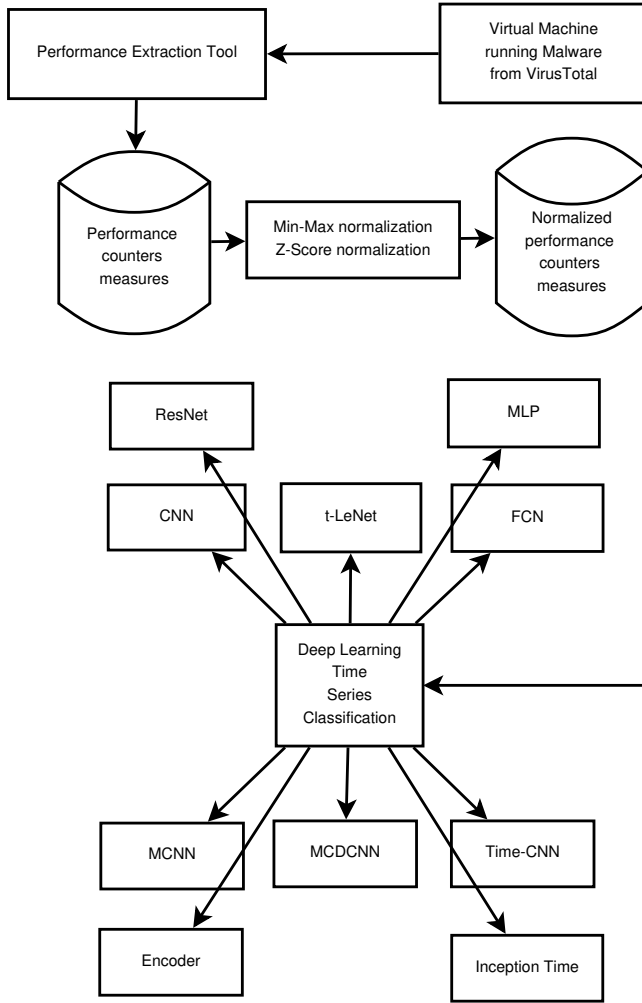 Performance Extraction Tool
Virtual Machine
running Malware
from VirusTotal
Performance
counters
measures
Min-Max normalization
Z-Score normalization
Normalized
performance
counters
measures
ResNet
MLP
CNN
t-LeNet
FCN
Deep Learning
Time
Series
Classification
MCNN
MCDCNN
Time-CNN
Encoder
Inception Time